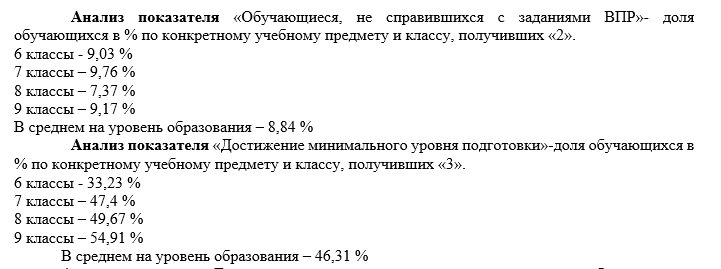 Анализ показателя «Обучающиеся, не справившихся с заданиями ВПР»- доля
обучающихся в % по конкретному учебному предмету и классу, получивших «2».
6 классы - 9,03 %
7 классы – 9,76 %
8 классы – 7,37 %
9 классы – 9,17 %
В среднем на уровень образования – 8,84 %
Анализ показателя «Достижение минимального уровня подготовки»-доля обучающихся в
% по конкретному учебному предмету и классу, получивших «3».
6 классы - 33,23 %
7 классы – 47,4 %
8 классы – 49,67 %
9 классы – 54,91 %
В среднем на уровень образования – 46,31 %